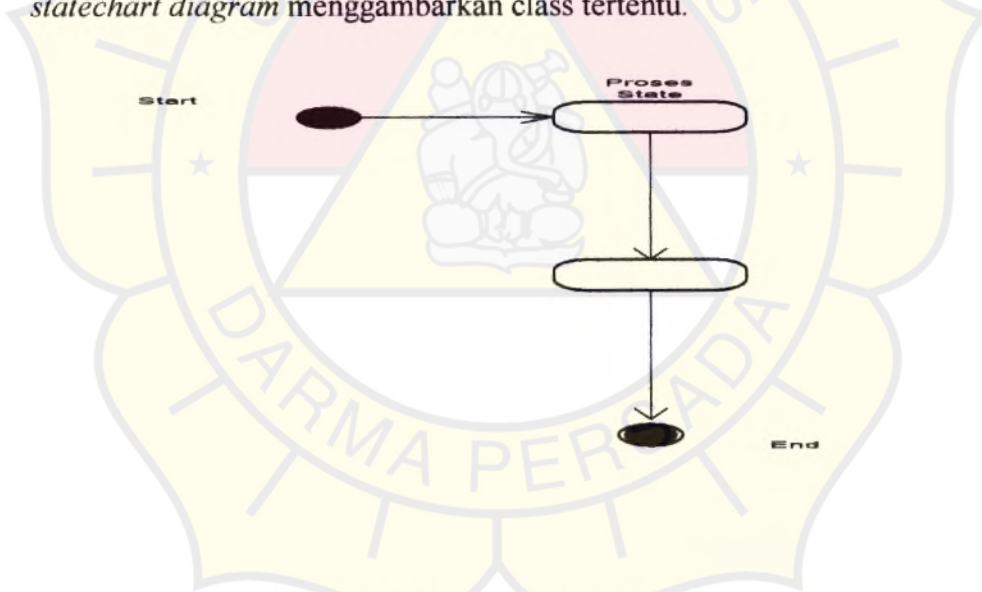 statechart diagram menggambarkan class tertentu.
Proses
State
Start
End
DARMA PERSADA